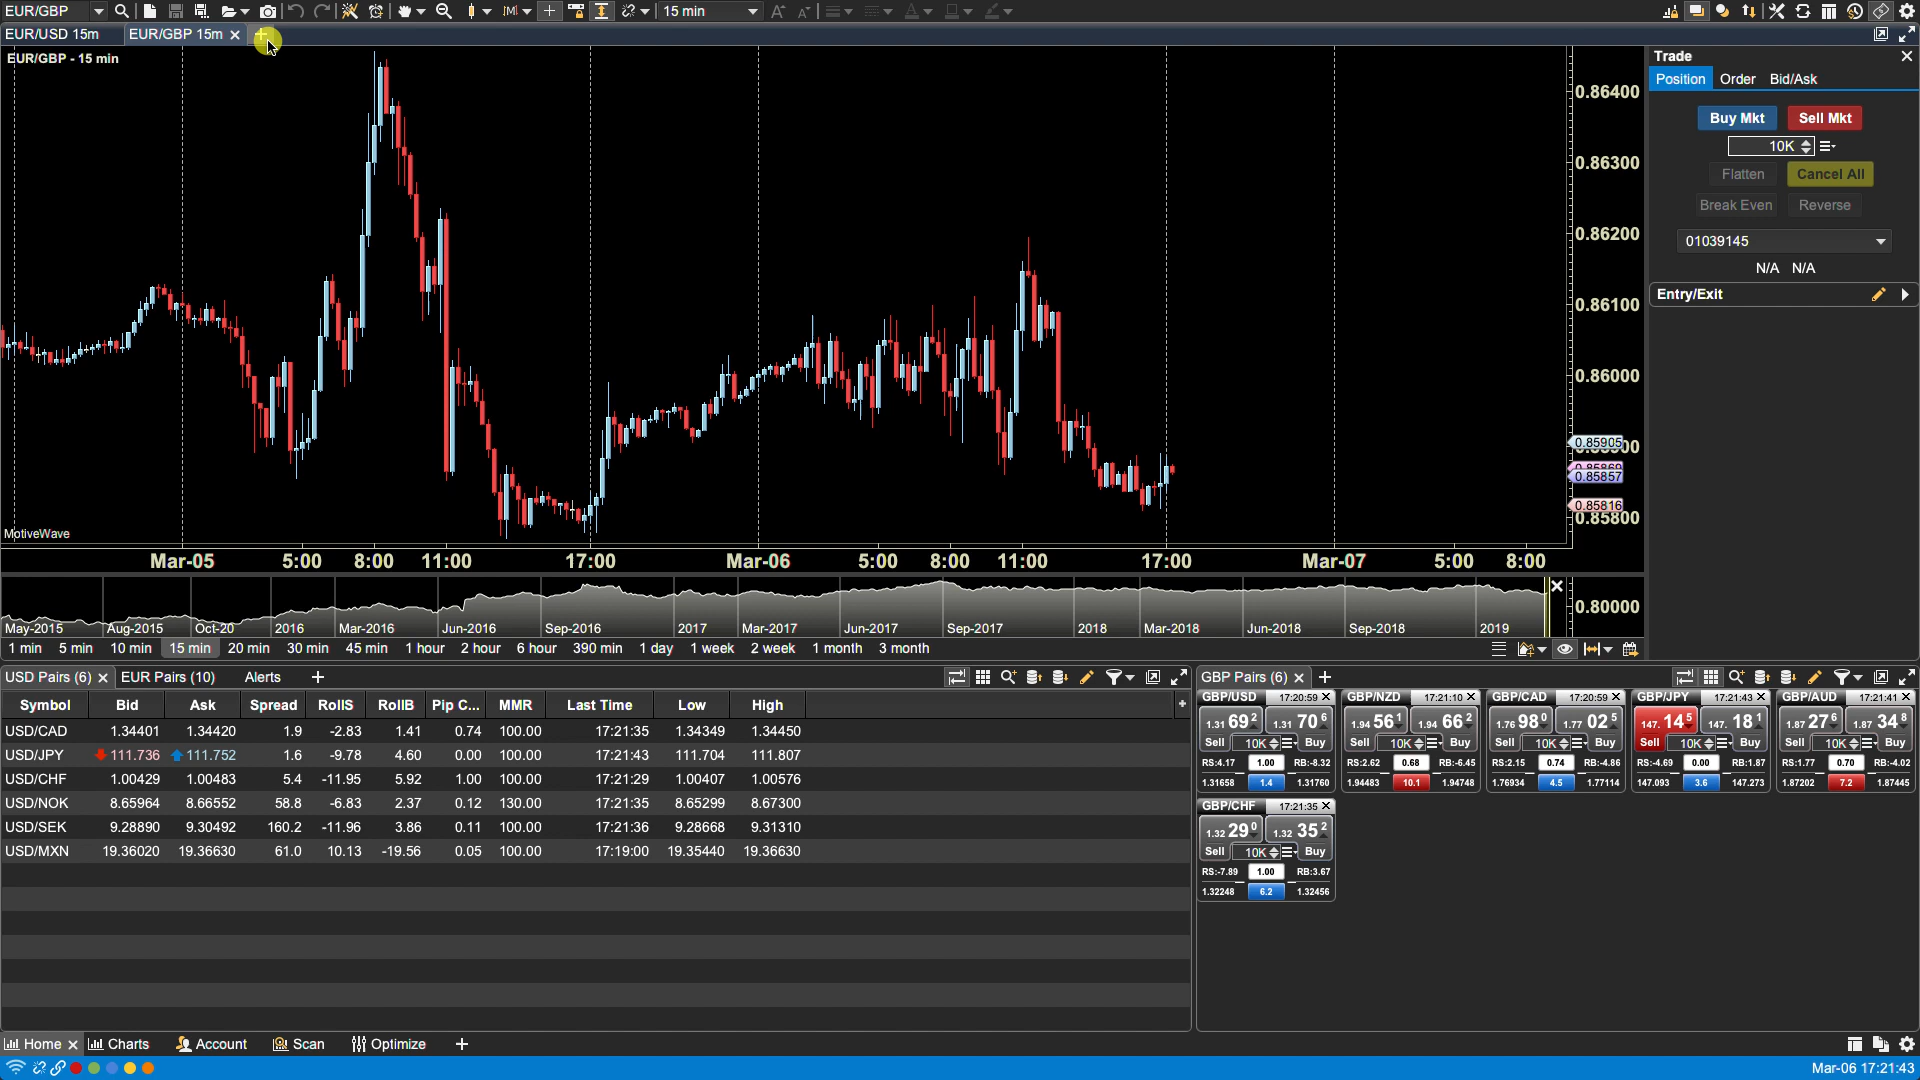 EUR/GBP 15 min
EUR/USD 15m EUR/GBP 15m
EUR/GBP - 15 min
0.86400
0.86300
0.86200
0.86100
0.86000
0.85905
0.85857
0.85816
0.85800
MotiveWave
Mar-05 5:00 8:00 11:00 17:00 Mar-06 5:00 8:00 11:00 17:00 Mar-07 5:00 8:00
0.80000
May-2015 Aug-2015 Oct-20 2016 Mar-2016 Jun-2016 Sep-2016 2017 Mar-2017 Jun-2017 Sep-2017 2018 Mar-2018 Jun-2018 Sep-2018 2019
1 min 5 min 10 min 15 min 20 min 30 min 45 min 1 hour 2 hour 6 hour 390 min 1 day 1 week 2 week 1 month 3 month
Trade
Position Order Bid/Ask
Buy Mkt Sell Mkt
10K
Flatten Cancel All
Break Even Reverse
01039145
N/A N/A
Entry/Exit
USD Pairs (6) EUR Pairs (10) Alerts
Symbol Bid Ask Spread RollS RollB Pip C... MMR Last Time Low High
USD/CAD 1.34401 1.34420 1.9 -2.83 1.41 0.74 100.00 17:21:35 1.34349 1.34450
USD/JPY 111.736 111.752 1.6 -9.78 4.60 0.00 100.00 17:21:43 111.704 111.807
USD/CHF 1.00429 1.00483 5.4 -11.95 5.92 1.00 100.00 17:21:29 1.00407 1.00576
USD/NOK 8.65964 8.66552 58.8 -6.83 2.37 0.12 130.00 17:21:35 8.65299 8.67300
USD/SEK 9.28890 9.30492 160.2 -11.96 3.86 0.11 100.00 17:21:36 9.28668 9.31310
USD/MXN 19.36020 19.36630 61.0 10.13 -19.56 0.05 100.00 17:19:00 19.35440 19.36630
GBP Pairs (6)
GBP/USD 17:20:59 GBP/NZD 17:21:10 GBP/CAD 17:20:59 GBP/JPY 17:21:43 GBP/AUD 17:21:41
1.31 69 2 1.31 70 6 1.94 56 1 1.94 66 2 1.76 98 0 1.77 02 5 147. 14 5 147. 18 1 1.87 27 6 1.87 34 8
Sell 10K Buy Sell 10K Buy Sell 10K Buy Sell 10K Buy Sell 10K Buy
RS:4.17 1.00 RB:-8.32 RS:2.62 0.68 RB:-6.45 RS:2.15 0.74 RB:-4.86 RS:-4.69 0.00 RB:1.87 RS:1.77 0.70 RB:-4.02
1.31658 1.4 1.31760 1.94483 10.1 1.94748 1.76934 4.5 1.77114 147.093 3.6 147.273 1.87202 7.2 1.87445
GBP/CHF 17:21:35
1.32 29 0 1.32 35 2
Sell 10K Buy
RS:-7.89 1.00 RB:3.67
1.32248 6.2 1.32456
Home Charts Account Scan Optimize
Mar-06 17:21:43